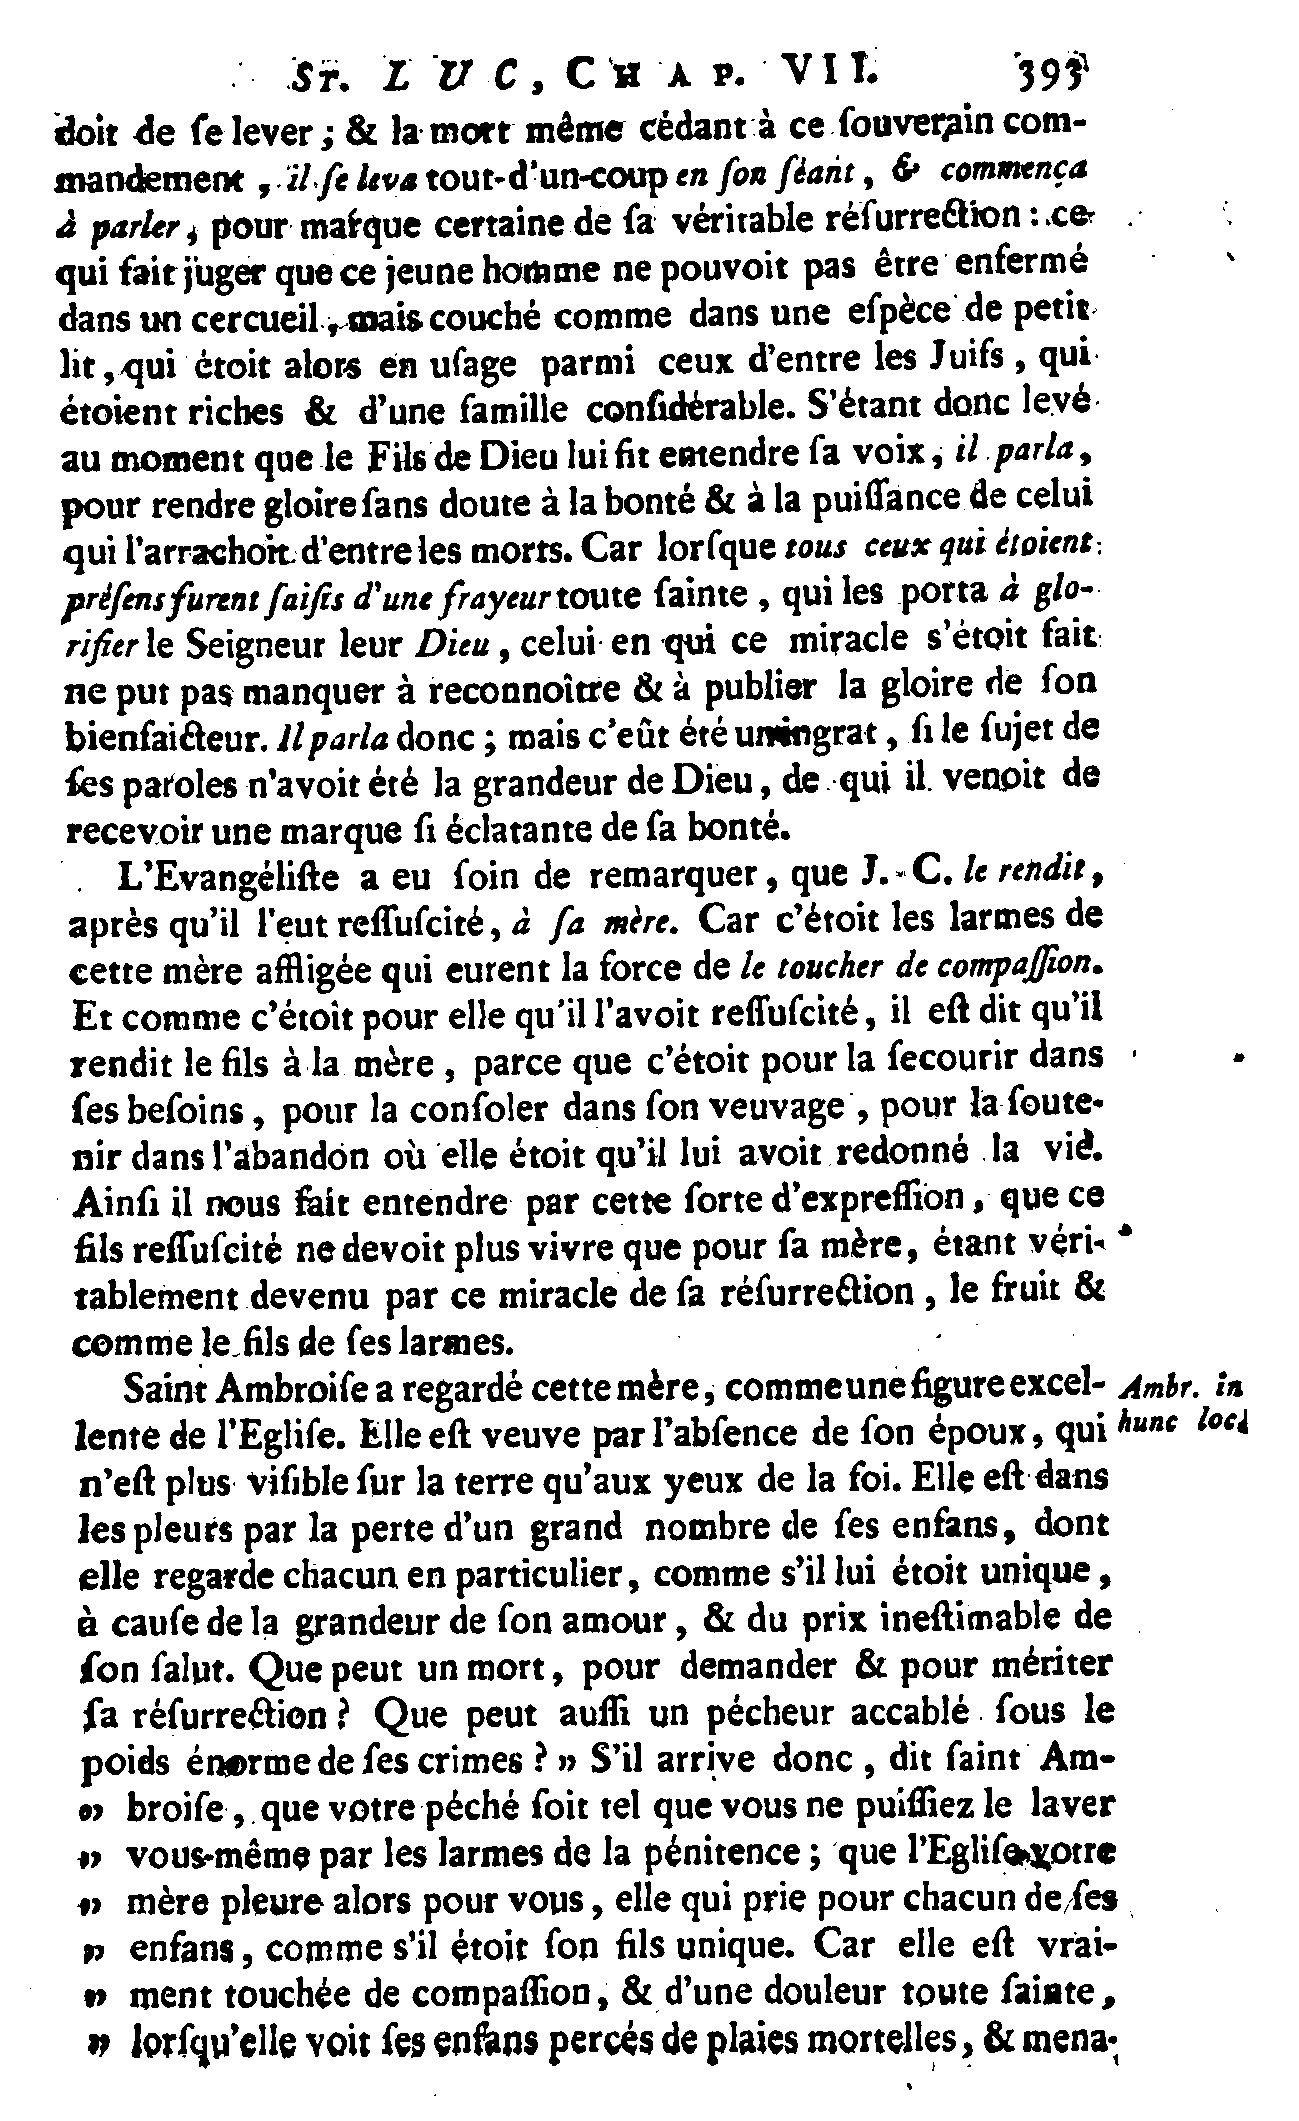 St. LUC, CHAP. VII. 393
doit de ſe lever ; & la mort même cédant à ce ſouverain com-
mandement , il ſe leva tout-d'un-coup en ſon ſéant , & commença
à parler , pour marque certaine de ſa véritable réſurrection : ce
qui fait juger que ce jeune homme ne pouvoit pas être enfermé
dans un cercueil , mais couché comme dans une eſpèce de petit
lit , qui étoit alors en uſage parmi ceux d'entre les Juifs , qui
étoient riches & d'une famille conſidérable. S'étant donc levé
au moment que le Fils de Dieu lui fit entendre ſa voix , il parla ,
pour rendre gloire ſans doute à la bonté & à la puiſſance de celui
qui l'arrachoit d'entre les morts. Car lorſque tous ceux qui étoient
préſens furent ſaiſis d'une frayeur toute ſainte , qui les porta à glo-
rifier le Seigneur leur Dieu , celui en qui ce miracle s'étoit fait
ne put pas manquer à reconnoître & à publier la gloire de ſon
bienfaicteur. Il parla donc ; mais c'eût été un ingrat , ſi le ſujet de
ſes paroles n'avoit été la grandeur de Dieu , de qui il venoit de
recevoir une marque ſi éclatante de ſa bonté.
L'Evangéliſte a eu ſoin de remarquer , que J. C. le rendit ,
après qu'il l'eut reſſuſcité , à ſa mère. Car c'étoit les larmes de
cette mère affligée qui eurent la force de le toucher de compaſſion.
Et comme c'étoit pour elle qu'il l'avoit reſſuſcité , il eſt dit qu'il
rendit le fils à la mère , parce que c'étoit pour la ſecourir dans
ſes beſoins , pour la conſoler dans ſon veuvage , pour la ſoute-
nir dans l'abandon où elle étoit qu'il lui avoit redonné la vie.
Ainſi il nous fait entendre par cette ſorte d'expreſſion , que ce
fils reſſuſcité ne devoit plus vivre que pour ſa mère, étant véri-
tablement devenu par ce miracle de ſa réſurrection , le fruit &
comme le fils de ſes larmes.
Saint Ambroiſe a regardé cette mère , comme une figure excel-
Ambr. in
lente de l'Egliſe. Elle eſt veuve par l'abſence de ſon époux , qui
hunc loc.
n'eſt plus viſible ſur la terre qu'aux yeux de la foi. Elle eſt dans
les pleurs par la perte d'un grand nombre de ſes enfans, dont
elle regarde chacun en particulier, comme s'il lui étoit unique ,
à cauſe de la grandeur de ſon amour , & du prix ineſtimable de
ſon ſalut. Que peut un mort , pour demander & pour mériter
ſa réſurrection ? Que peut auſſi un pécheur accablé ſous le
poids énorme de ſes crimes ? » S'il arrive donc , dit ſaint Am-
» broiſe , que votre péché ſoit tel que vous ne puiſſiez le laver
» vous-même par les larmes de la pénitence ; que l'Egliſe votre
» mère pleure alors pour vous , elle qui prie pour chacun de ſes
» enfans , comme s'il étoit ſon fils unique. Car elle eſt vrai-
» ment touchée de compaſſion , & d'une douleur toute ſainte ,
» lorſqu'elle voit ſes enfans percés de plaies mortelles , & mena-